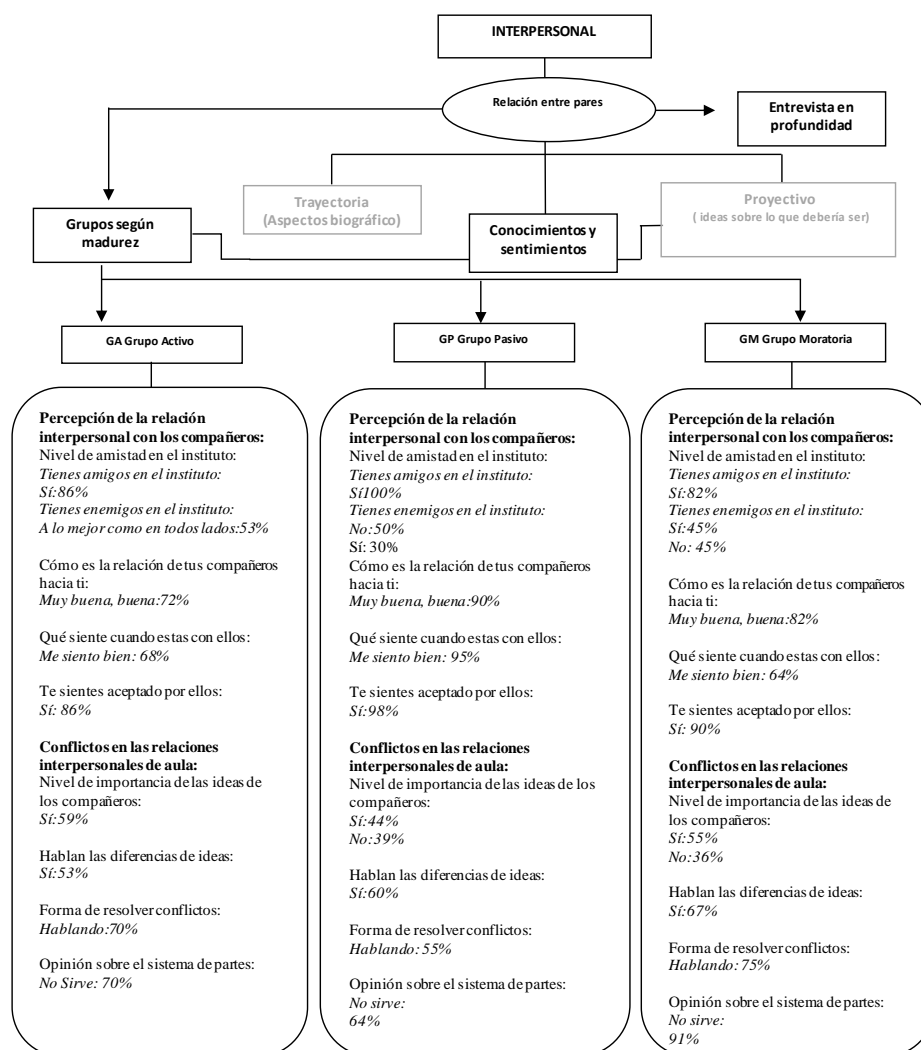 INTERPERSONAL
Relación entre pares
Entrevista en
profundidad
Trayectoria
(Aspectos biográfico)
Proyectivo
( ideas sobre lo que debería ser)
Grupos según
madurez
Conocimientos y
sentimientos
GA Grupo Activo
GP Grupo Pasivo
GM Grupo Moratoria
Percepción de la relación
interpersonal con los compañeros:
Nivel de amistad en el instituto:
Tienes amigos en el instituto:
Sí:86%
Tienes enemigos en el instituto:
A lo mejor como en todos lados:53%
Cómo es la relación de tus compañeros
hacia ti:
Muy buena, buena:72%
Qué siente cuando estas con ellos:
Me siento bien: 68%
Te sientes aceptado por ellos:
Sí: 86%
Conflictos en las relaciones
interpersonales de aula:
Nivel de importancia de las ideas de
los compañeros:
Sí:59%
Hablan las diferencias de ideas:
Sí:53%
Forma de resolver conflictos:
Hablando:70%
Opinión sobre el sistema de partes:
No Sirve: 70%
Percepción de la relación
interpersonal con los compañeros:
Nivel de amistad en el instituto:
Tienes amigos en el instituto:
Sí100%
Tienes enemigos en el instituto:
No:50%
Sí: 30%
Cómo es la relación de tus compañeros
hacia ti:
Muy buena, buena:90%
Qué siente cuando estas con ellos:
Me siento bien: 95%
Te sientes aceptado por ellos:
Sí:98%
Conflictos en las relaciones
interpersonales de aula:
Nivel de importancia de las ideas de los
compañeros:
Sí:44%
No:39%
Hablan las diferencias de ideas:
Sí:60%
Forma de resolver conflictos:
Hablando: 55%
Opinión sobre el sistema de partes:
No sirve:
64%
Percepción de la relación
interpersonal con los compañeros:
Nivel de amistad en el instituto:
Tienes amigos en el instituto:
Sí:82%
Tienes enemigos en el instituto:
Sí:45%
No: 45%
Cómo es la relación de tus compañeros
hacia ti:
Muy buena, buena:82%
Qué siente cuando estas con ellos:
Me siento bien: 64%
Te sientes aceptado por ellos:
Sí: 90%
Conflictos en las relaciones
interpersonales de aula:
Nivel de importancia de las ideas de
los compañeros:
Sí:55%
No:36%
Hablan las diferencias de ideas:
Sí:67%
Forma de resolver conflictos:
Hablando: 75%
Opinión sobre el sistema de partes:
No sirve:
91%